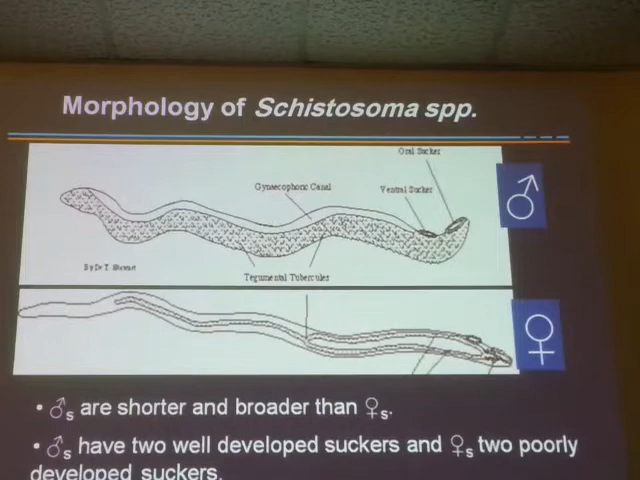 Morphology of Schistosoma spp.
Oral Sucker
Gynaecophoric Canal
Ventral Sucker
♂
By Dr T. Stewart
Tegumental Tubercules
♀
• ♂s are shorter and broader than ♀s.
• ♂s have two well developed suckers and ♀s two poorly
developed suckers.